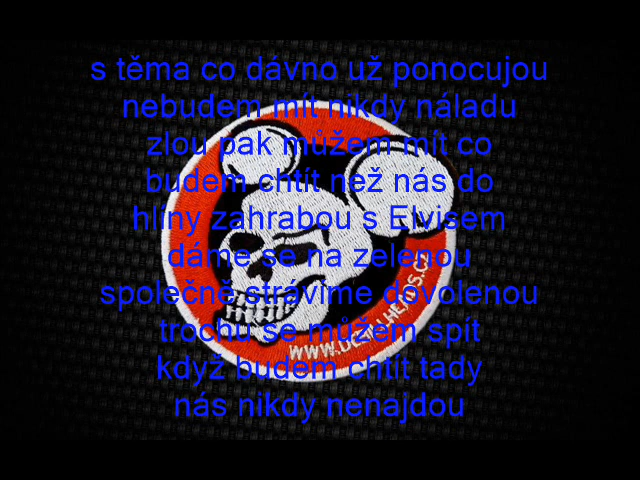 s těma co dávno už ponocujou
nebudem mít nikdy náladu
zlou pak můžem mít co
budem chtít než nás do
hlíny zahrabou s Elvisem
dáme se na zelenou
společně strávíme dovolenou
trochu se můžem spít
když budem chtít tady
nás nikdy nenajdou